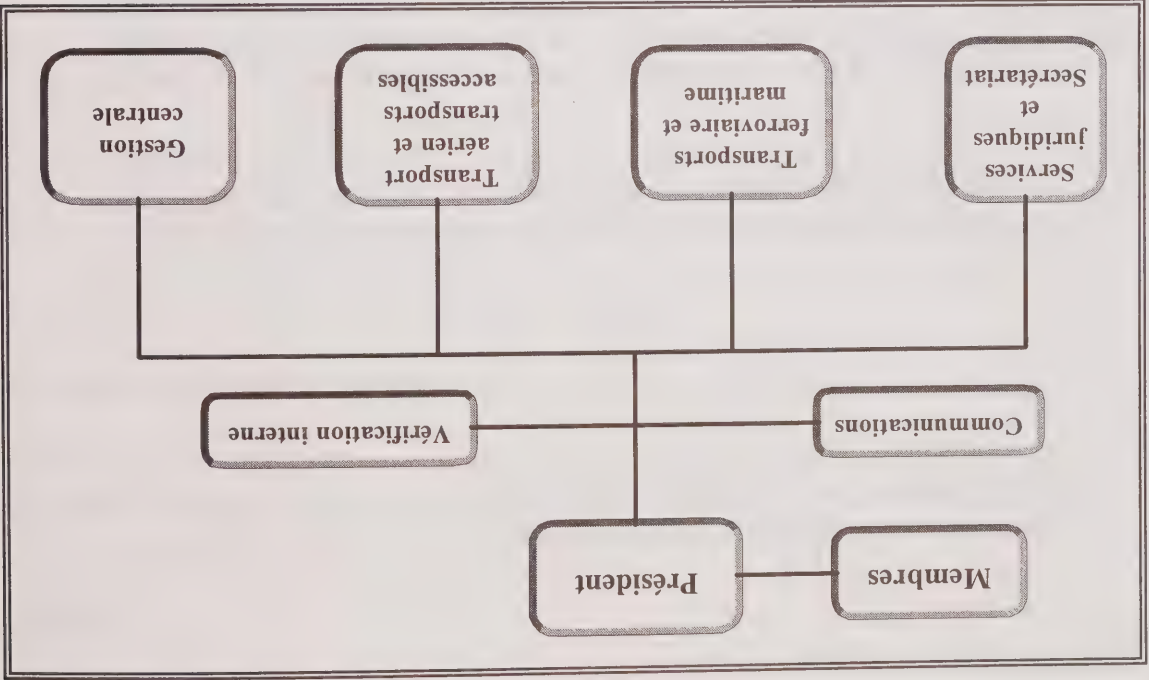 Membres
Président
Communications
Vérification interne
Services
juridiques
et
Secrétariat
Transports
ferroviaire et
maritime
Transport
aérien et
transports
accessibles
Gestion
centrale